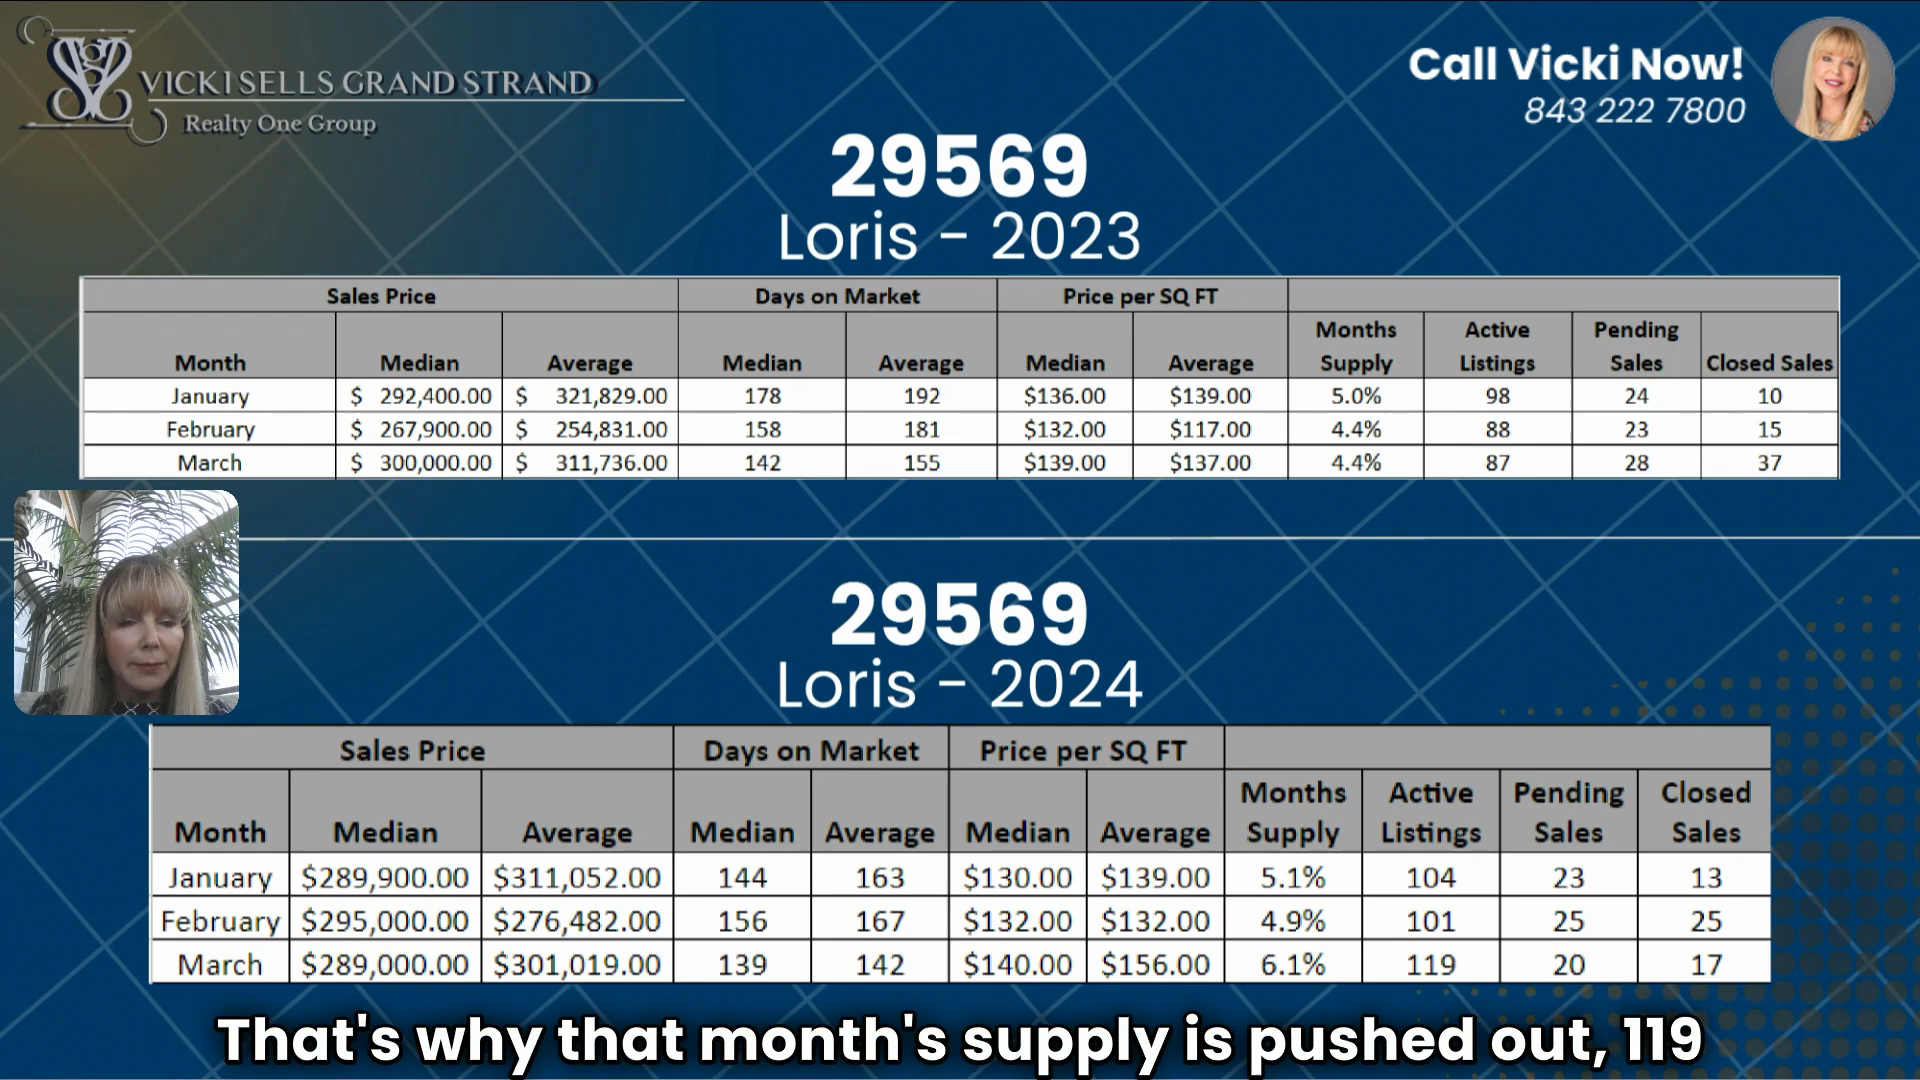 VICKI SELLS GRAND STRAND
Realty One Group
Call Vicki Now!
843 222 7800
29569
Loris - 2023
Sales Price Days on Market Price per SQ FT
Month Median Average Median Average Median Average Months Supply Active Listings Pending Sales Closed Sales
January $ 292,400.00 $ 321,829.00 178 192 $136.00 $139.00 5.0% 98 24 10
February $ 267,900.00 $ 254,831.00 158 181 $132.00 $117.00 4.4% 88 23 15
March $ 300,000.00 $ 311,736.00 142 155 $139.00 $137.00 4.4% 87 28 37
29569
Loris - 2024
Sales Price Days on Market Price per SQ FT
Month Median Average Median Average Median Average Months Supply Active Listings Pending Sales Closed Sales
January $289,900.00 $311,052.00 144 163 $130.00 $139.00 5.1% 104 23 13
February $295,000.00 $276,482.00 156 167 $132.00 $132.00 4.9% 101 25 25
March $289,000.00 $301,019.00 139 142 $140.00 $156.00 6.1% 119 20 17
That's why that month's supply is pushed out, 119